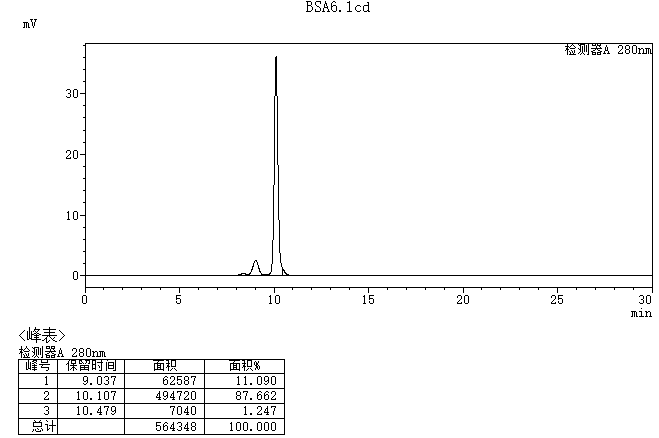 BSA6.lcd
mV
检测器A 280nm
30
20
10
0
0 5 10 15 20 25 30
min
<峰表>
检测器A 280nm
峰号 保留时间 面积 面积%
1 9.037 62587 11.090
2 10.107 494720 87.662
3 10.479 7040 1.247
总计 564348 100.000